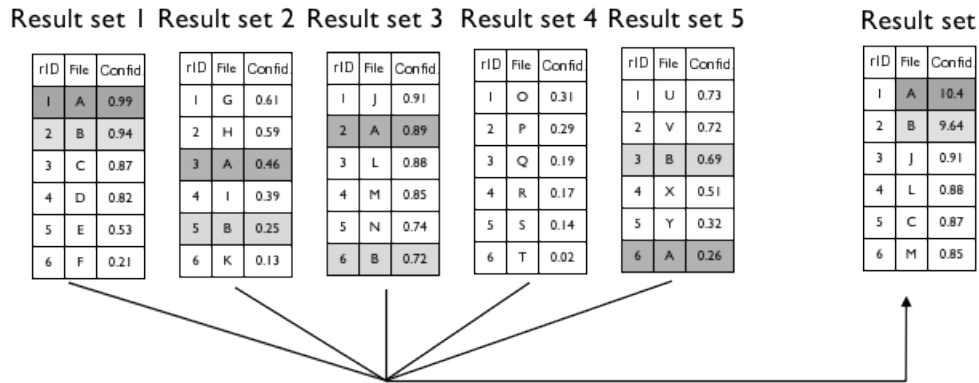 Result set 1 Result set 2 Result set 3 Result set 4 Result set 5 Result set
rID File Confid.
1 A 0.99
2 B 0.94
3 C 0.87
4 D 0.82
5 E 0.53
6 F 0.21
rID File Confid.
1 G 0.61
2 H 0.59
3 A 0.46
4 I 0.39
5 B 0.25
6 K 0.13
rID File Confid.
1 J 0.91
2 A 0.89
3 L 0.88
4 M 0.85
5 N 0.74
6 B 0.72
rID File Confid.
1 O 0.31
2 P 0.29
3 Q 0.19
4 R 0.17
5 S 0.14
6 T 0.02
rID File Confid.
1 U 0.73
2 V 0.72
3 B 0.69
4 X 0.51
5 Y 0.32
6 A 0.26
rID File Confid.
1 A 10.4
2 B 9.64
3 J 0.91
4 L 0.88
5 C 0.87
6 M 0.85